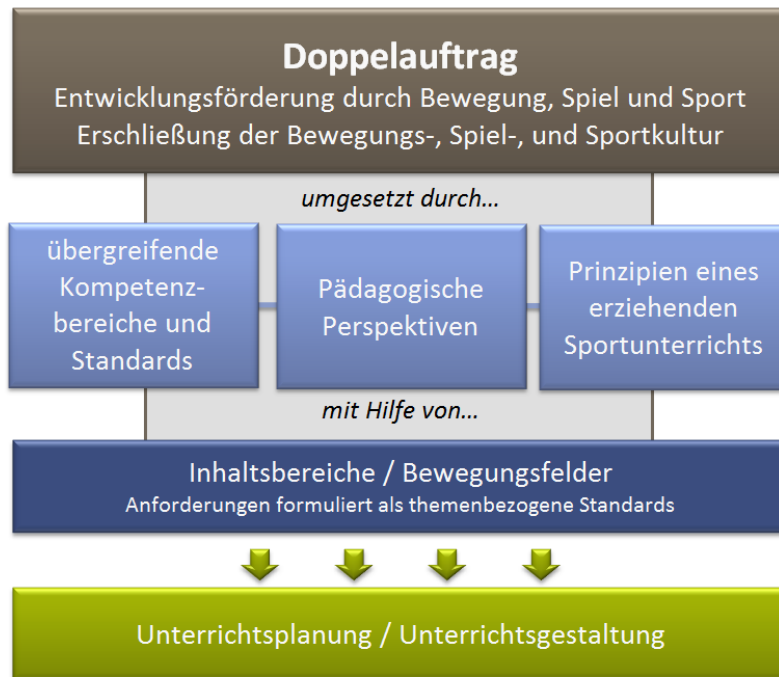 Doppelauftrag
Entwicklungsförderung durch Bewegung, Spiel und Sport
Erschließung der Bewegungs-, Spiel-, und Sportkultur
umgesetzt durch…
übergreifende
Kompetenz-
bereiche und
Standards
Pädagogische
Perspektiven
Prinzipien eines
erziehenden
Sportunterrichts
mit Hilfe von…
Inhaltsbereiche / Bewegungsfelder
Anforderungen formuliert als themenbezogene Standards
Unterrichtsplanung / Unterrichtsgestaltung